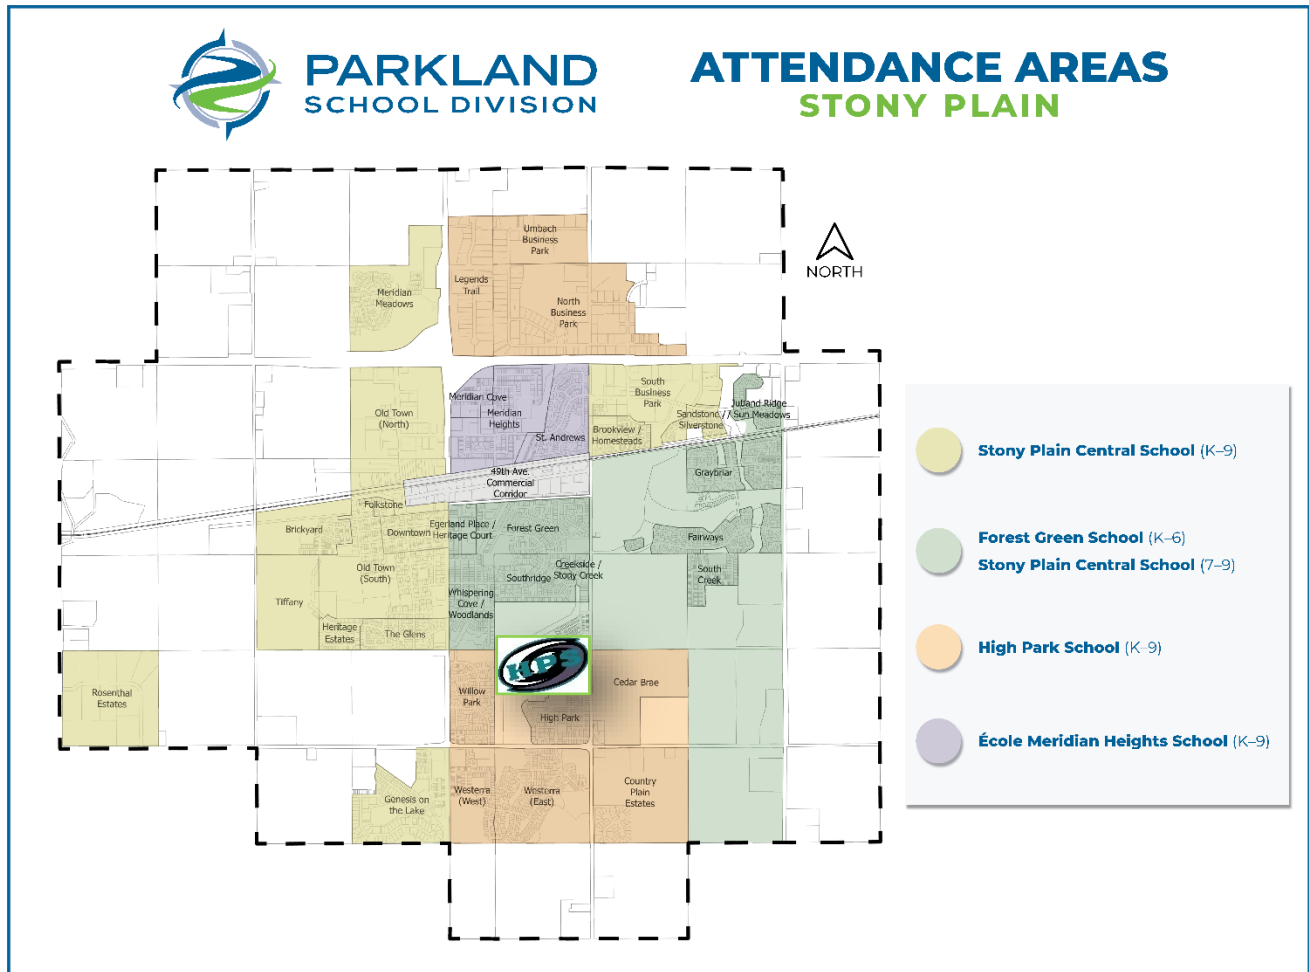 PARKLAND
SCHOOL DIVISION
ATTENDANCE AREAS
STONY PLAIN
NORTH
Umbach
Business
Park
Legends
Trail
North
Business
Park
Meridian
Meadows
Old Town
(North)
Meridian Cove
Meridian
Heights
St. Andrews
South
Business
Park
Brookview /
Homesteads
Sandstone //
Silverstone
Jutland Ridge
Sun Meadows
49th Ave.
Commercial
Corridor
Graybriar
Folkstone
Brickyard
Downtown
Egerland Place /
Heritage Court
Forest Green
Fairways
Old Town
(South)
Southridge
Creekside /
Stony Creek
South
Creek
Tiffany
Whispering
Cove /
Woodlands
Heritage
Estates
The Glens
HPS
Rosenthal
Estates
Willow
Park
High Park
Cedar Brae
Genesis on
the Lake
Westerra
(West)
Westerra
(East)
Country
Plain
Estates
Stony Plain Central School (K–9)
Forest Green School (K–6)
Stony Plain Central School (7–9)
High Park School (K–9)
École Meridian Heights School (K–9)